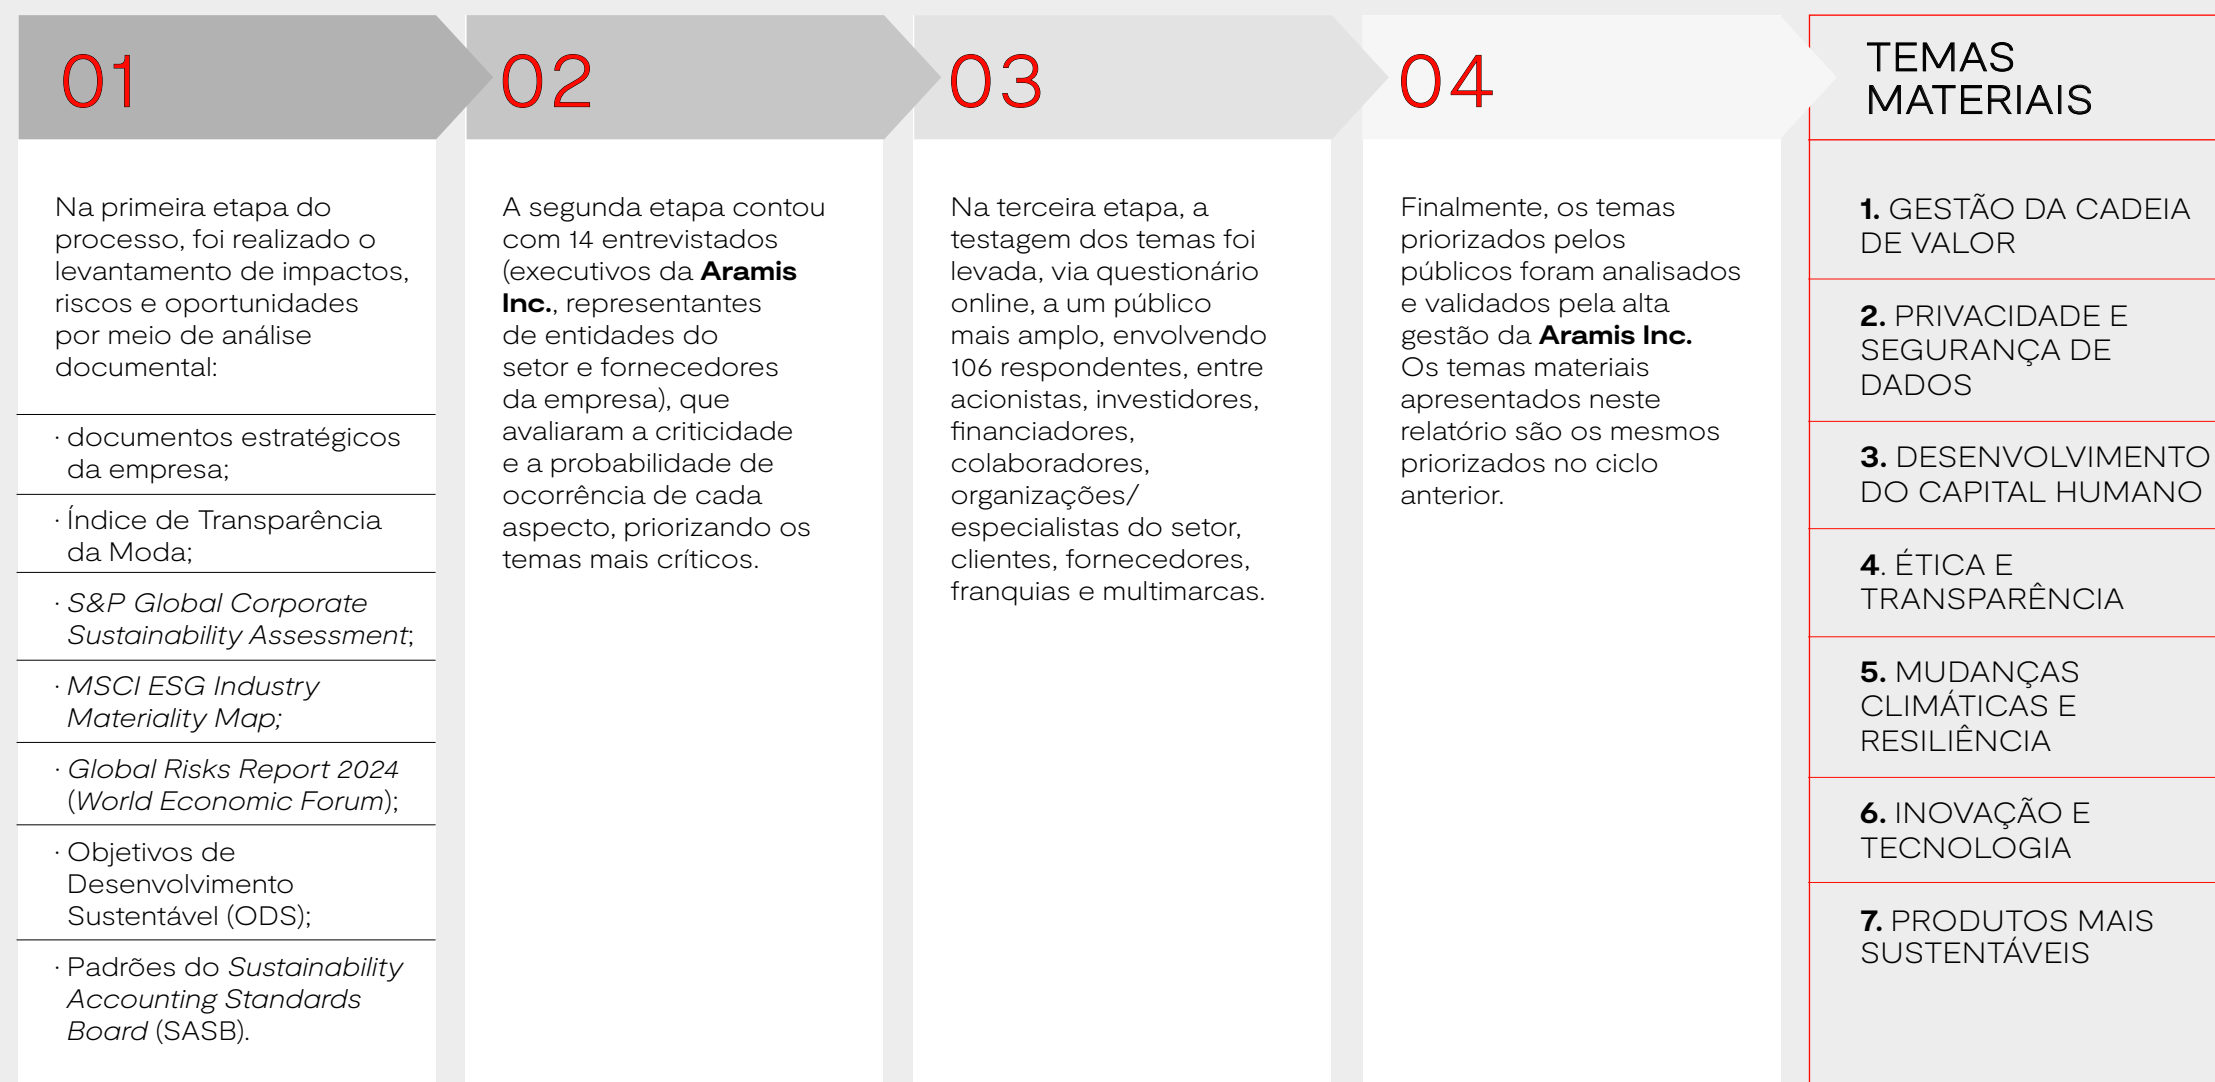 01
Na primeira etapa do
processo, foi realizado o
levantamento de impactos,
riscos e oportunidades
por meio de análise
documental:
· documentos estratégicos
da empresa;
· Índice de Transparência
da Moda;
· S&P Global Corporate
Sustainability Assessment;
· MSCI ESG Industry
Materiality Map;
· Global Risks Report 2024
(World Economic Forum);
· Objetivos de
Desenvolvimento
Sustentável (ODS);
· Padrões do Sustainability
Accounting Standards
Board (SASB).
02
A segunda etapa contou
com 14 entrevistados
(executivos da Aramis
Inc., representantes
de entidades do
setor e fornecedores
da empresa), que
avaliaram a criticidade
e a probabilidade de
ocorrência de cada
aspecto, priorizando os
temas mais críticos.
03
Na terceira etapa, a
testagem dos temas foi
levada, via questionário
online, a um público
mais amplo, envolvendo
106 respondentes, entre
acionistas, investidores,
financiadores,
colaboradores,
organizações/
especialistas do setor,
clientes, fornecedores,
franquias e multimarcas.
04
Finalmente, os temas
priorizados pelos
públicos foram analisados
e validados pela alta
gestão da Aramis Inc.
Os temas materiais
apresentados neste
relatório são os mesmos
priorizados no ciclo
anterior.
TEMAS
MATERIAIS
1. GESTÃO DA CADEIA
DE VALOR
2. PRIVACIDADE E
SEGURANÇA DE
DADOS
3. DESENVOLVIMENTO
DO CAPITAL HUMANO
4. ÉTICA E
TRANSPARÊNCIA
5. MUDANÇAS
CLIMÁTICAS E
RESILIÊNCIA
6. INOVAÇÃO E
TECNOLOGIA
7. PRODUTOS MAIS
SUSTENTÁVEIS